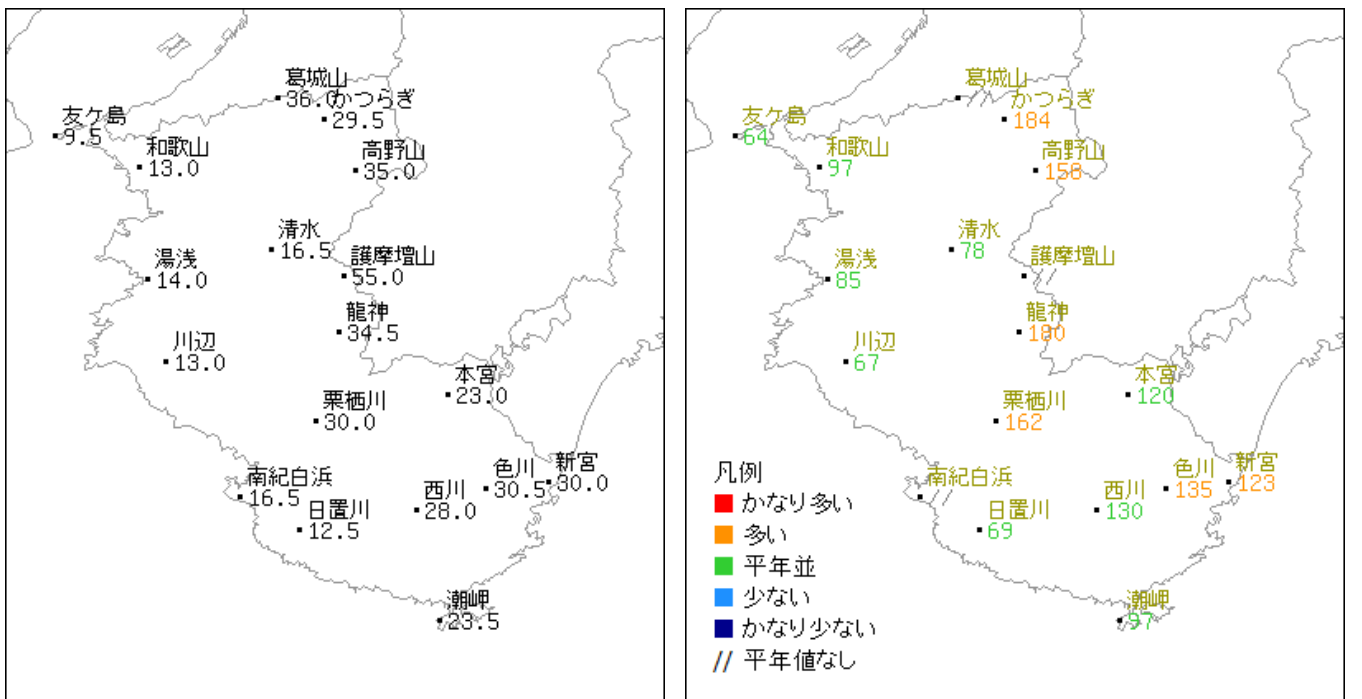 葛城山
36.0
かつらぎ
29.5
友ケ島
9.5
和歌山
13.0
高野山
35.0
清水
16.5
湯浅
14.0
護摩壇山
55.0
龍神
34.5
川辺
13.0
本宮
23.0
栗栖川
30.0
南紀白浜
16.5
色川
30.5
新宮
30.0
西川
28.0
日置川
12.5
潮岬
23.5
葛城山
//
かつらぎ
184
友ケ島
64
和歌山
97
高野山
158
清水
78
湯浅
85
護摩壇山
//
龍神
180
川辺
67
本宮
120
栗栖川
162
南紀白浜
//
色川
135
新宮
123
西川
130
日置川
69
潮岬
97
凡例
かなり多い
多い
平年並
少ない
かなり少ない
// 平年値なし